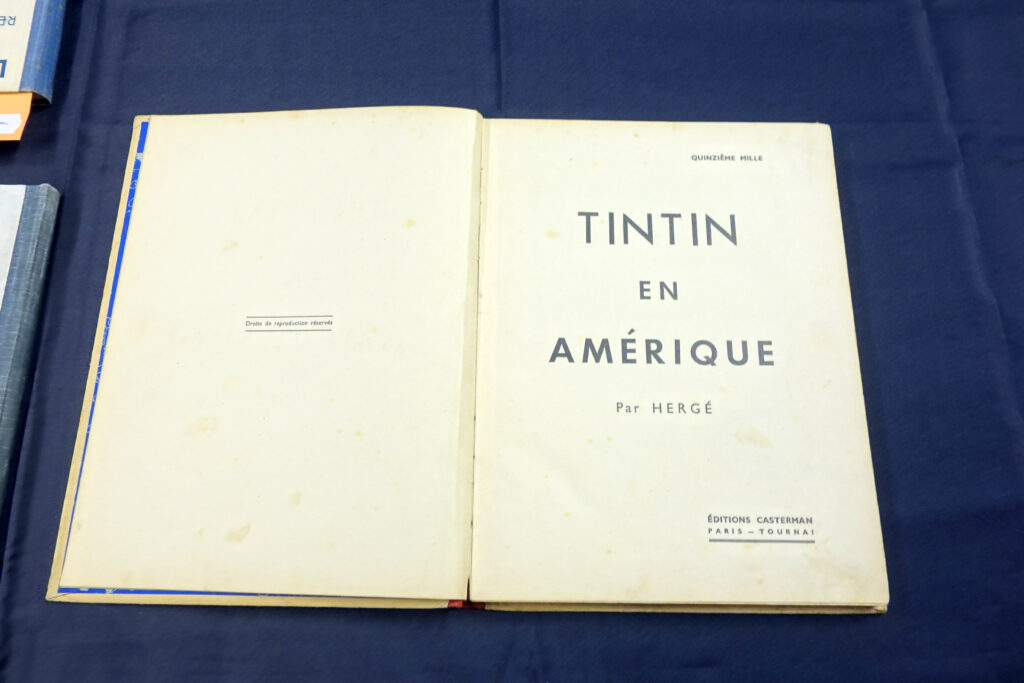 Droits de reproduction réservés
QUINZIÈME MILLE
TINTIN
EN
AMÉRIQUE
Par HERGÉ
ÉDITIONS CASTERMAN
PARIS — TOURNAI